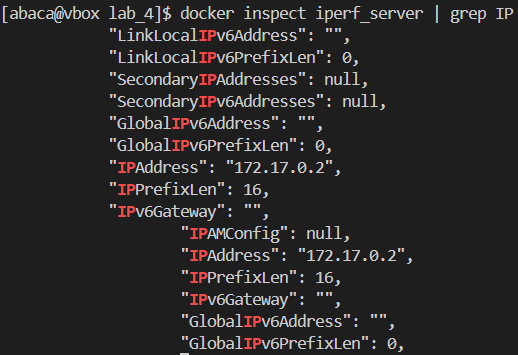 [abaca@vbox lab_4]$ docker inspect iperf_server | grep IP
"LinkLocalIPv6Address": "",
"LinkLocalIPv6PrefixLen": 0,
"SecondaryIPAddresses": null,
"SecondaryIPv6Addresses": null,
"GlobalIPv6Address": "",
"GlobalIPv6PrefixLen": 0,
"IPAddress": "172.17.0.2",
"IPPrefixLen": 16,
"IPv6Gateway": "",
"IPAMConfig": null,
"IPAddress": "172.17.0.2",
"IPPrefixLen": 16,
"IPv6Gateway": "",
"GlobalIPv6Address": "",
"GlobalIPv6PrefixLen": 0,